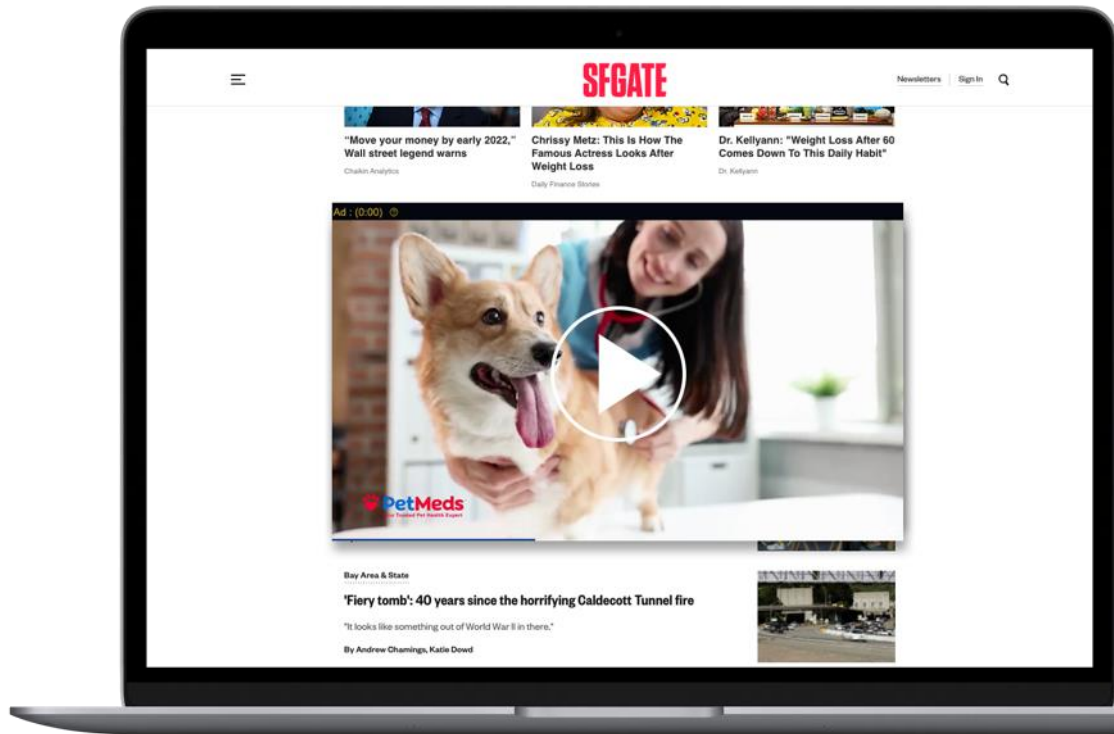 SFGATE
Newsletters
Sign In
"Move your money by early 2022,"
Wall street legend warns
Chaikin Analytics
Chrissy Metz: This Is How The
Famous Actress Looks After
Weight Loss
Daily Finance Stories
Dr. Kellyann: "Weight Loss After 60
Comes Down To This Daily Habit"
Dr. Kellyann
Ad : (0:00)
PetMeds
Trusted Pet Health Expert
Bay Area & State
'Fiery tomb': 40 years since the horrifying Caldecott Tunnel fire
"It looks like something out of World War II in there."
By Andrew Chamings, Katie Dowd